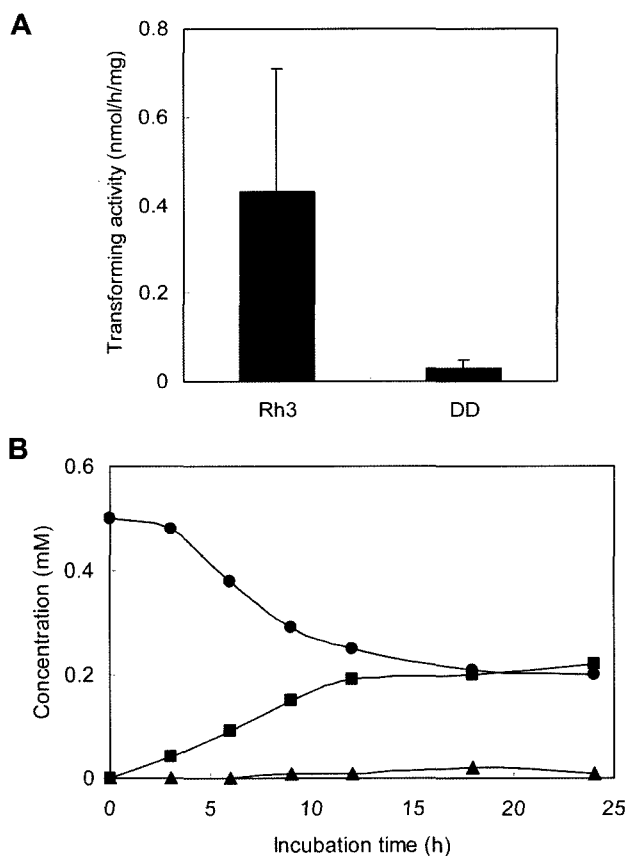 A
Transforming activity (nmol/h/mg)
0.8
0.6
0.4
0.2
0
Rh3 DD
B
Concentration (mM)
0.6
0.4
0.2
0
0 5 10 15 20 25
Incubation time (h)